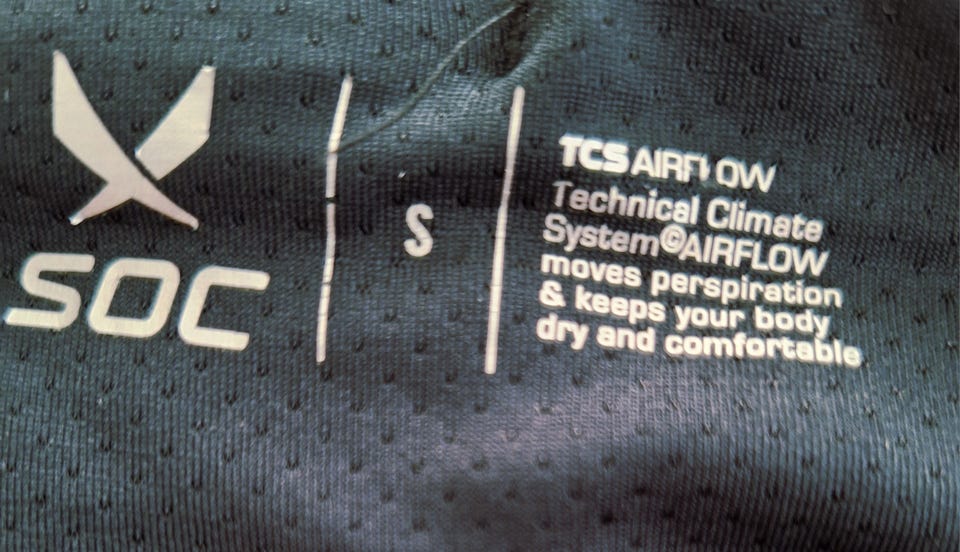 SOC
S
TCS AIRFLOW
Technical Climate
System©AIRFLOW
moves perspiration
& keeps your body
dry and comfortable